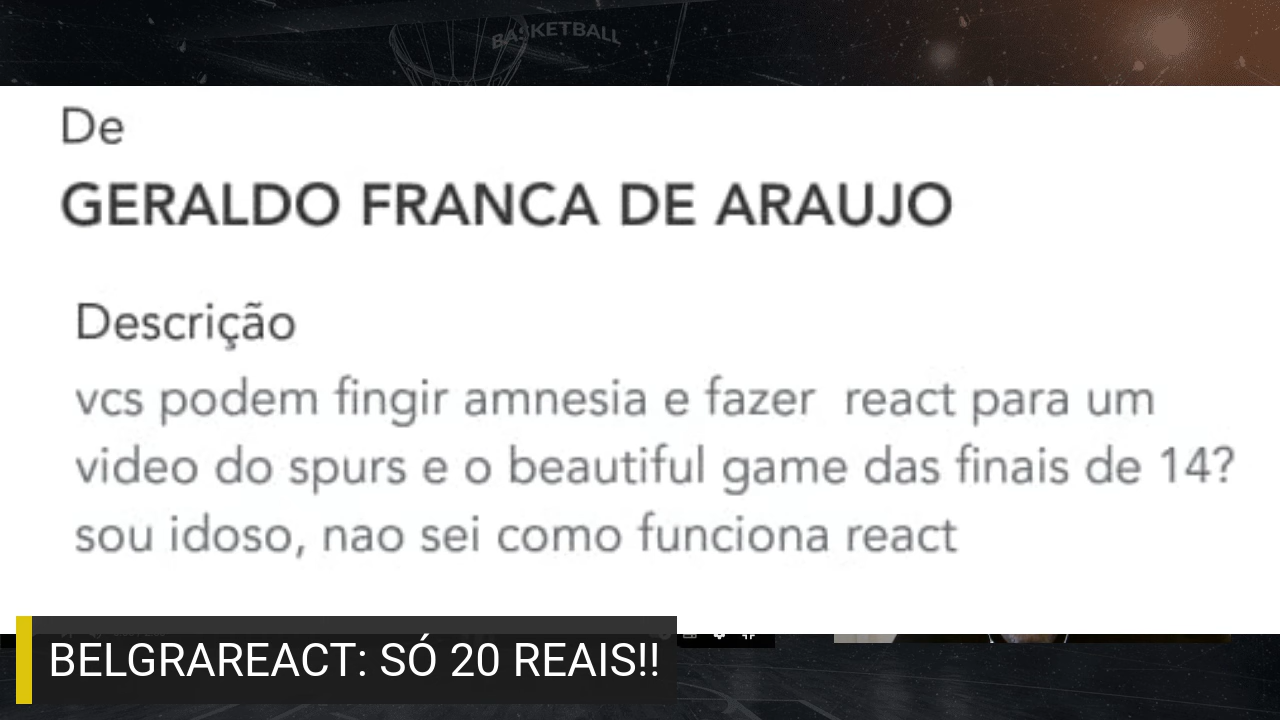 BASKETBALL
De
GERALDO FRANCA DE ARAUJO
Descrição
vcs podem fingir amnesia e fazer  react para um
video do spurs e o beautiful game das finais de 14?
sou idoso, nao sei como funciona react
BELGRAREACT: SÓ 20 REAIS!!